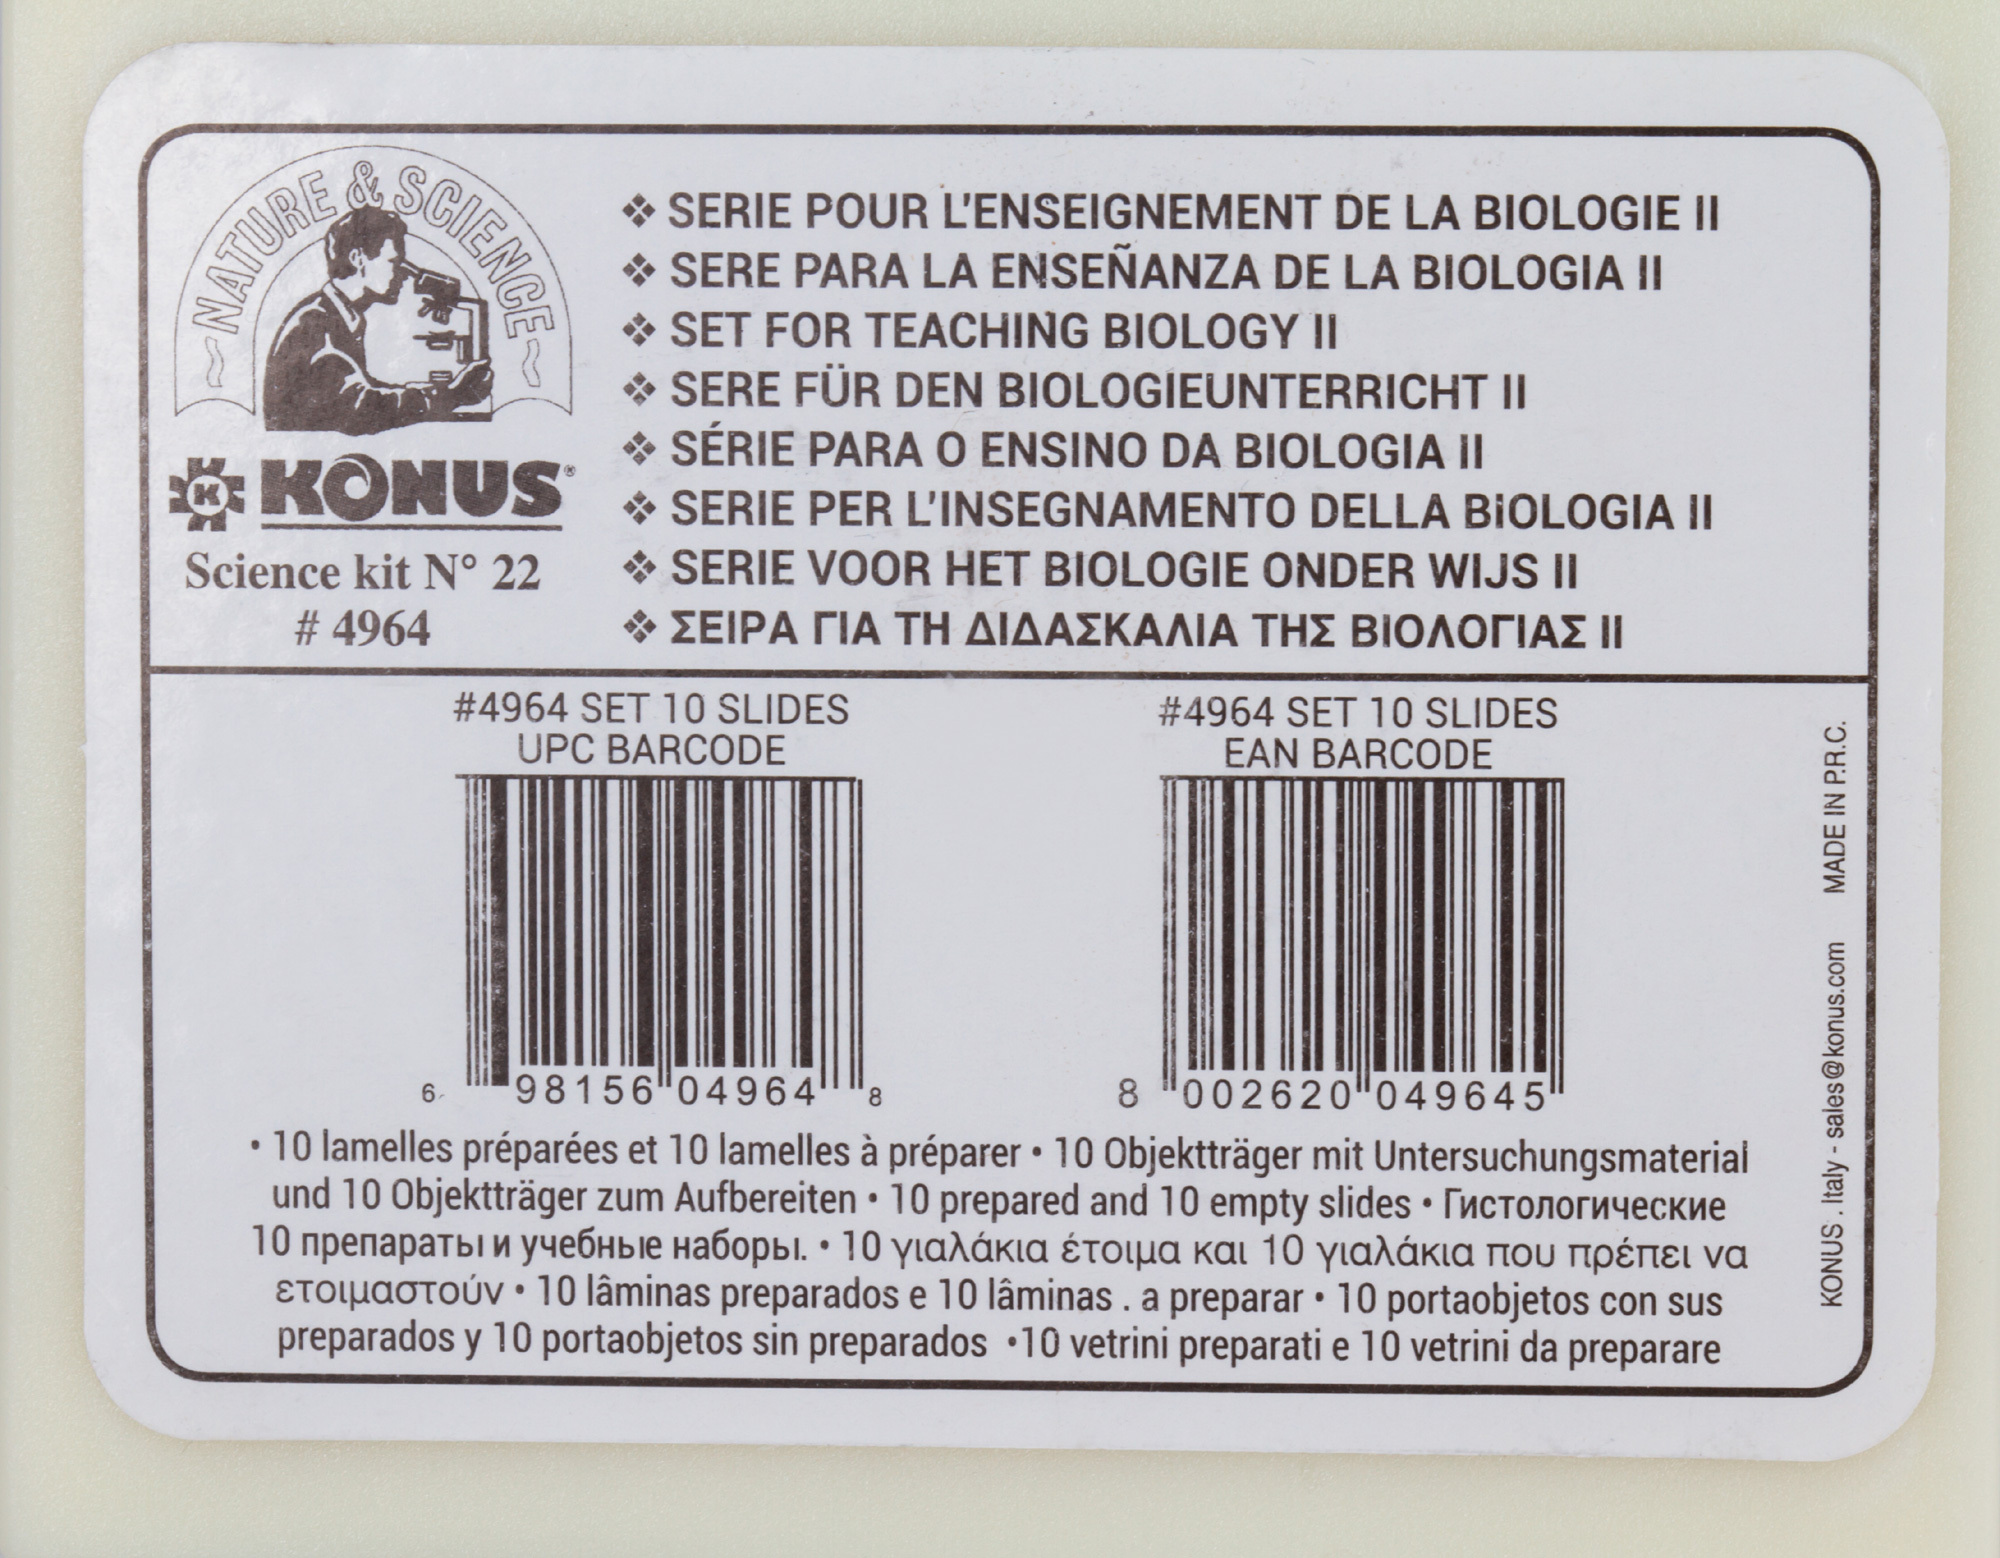 NATURE & SCIENCE
K KONUS®
Science kit N° 22
# 4964
❖ SERIE POUR L'ENSEIGNEMENT DE LA BIOLOGIE II
❖ SERE PARA LA ENSEÑANZA DE LA BIOLOGIA II
❖ SET FOR TEACHING BIOLOGY II
❖ SERE FÜR DEN BIOLOGIEUNTERRICHT II
❖ SÉRIE PARA O ENSINO DA BIOLOGIA II
❖ SERIE PER L'INSEGNAMENTO DELLA BiOLOGIA II
❖ SERIE VOOR HET BIOLOGIE ONDER WIJS II
❖ ΣΕΙΡΑ ΓΙΑ ΤΗ ΔΙΔΑΣΚΑΛΙΑ ΤΗΣ ΒΙΟΛΟΓΙΑΣ II
#4964 SET 10 SLIDES
UPC BARCODE
6 98156 04964 8
#4964 SET 10 SLIDES
EAN BARCODE
8 002620 049645
• 10 lamelles préparées et 10 lamelles à préparer • 10 Objektträger mit Untersuchungsmaterial
und 10 Objektträger zum Aufbereiten • 10 prepared and 10 empty slides • Гистологические
10 препараты и учебные наборы. • 10 γιαλάκια έτοιμα και 10 γιαλάκια που πρέπει να
ετοιμαστούν • 10 lâminas preparados e 10 lâminas . a preparar • 10 portaobjetos con sus
preparados y 10 portaobjetos sin preparados •10 vetrini preparati e 10 vetrini da preparare
KONUS . Italy - sales@konus.com MADE IN P.R.C.